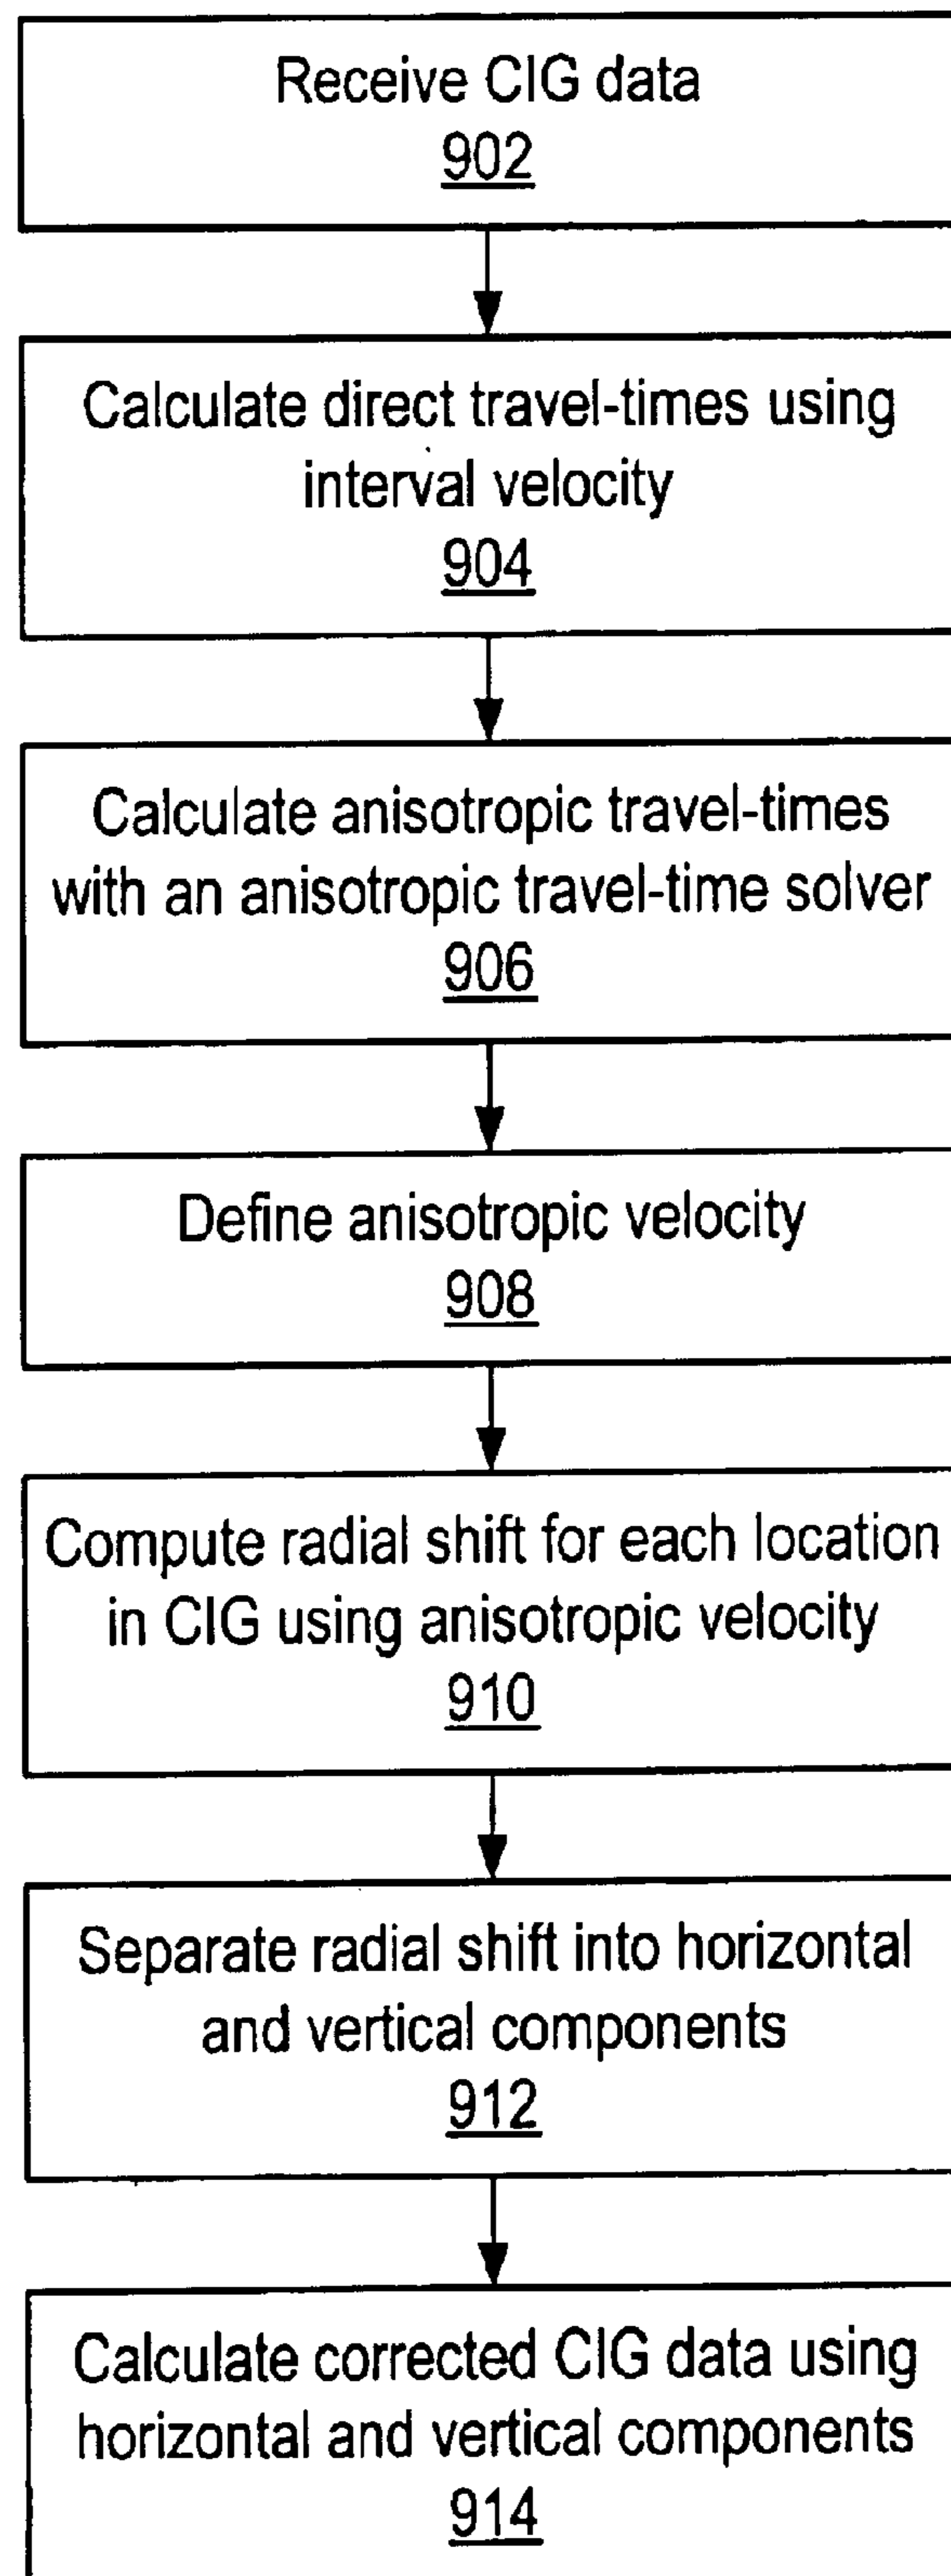 Receive CIG data
902
Calculate direct travel-times using
interval velocity
904
Calculate anisotropic travel-times
with an anisotropic travel-time solver
906
Define anisotropic velocity
908
Compute radial shift for each location
in CIG using anisotropic velocity
910
Separate radial shift into horizontal
and vertical components
912
Calculate corrected CIG data using
horizontal and vertical components
914